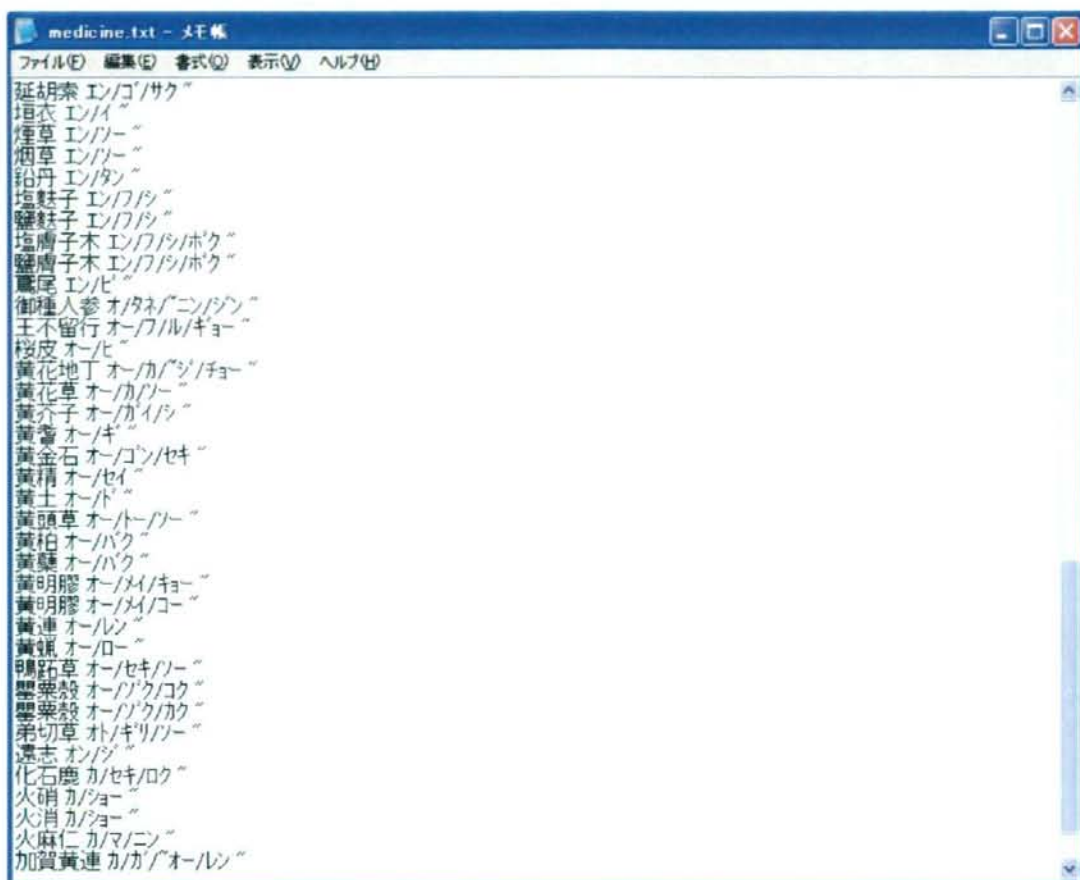 medicine.txt - メモ帳
ファイル(F) 編集(E) 書式(O) 表示(V) ヘルプ(H)
延胡索 エン/ゴ/サク ゛
垣衣 エン/イ ゛
煙草 エン/ソー ゛
烟草 エン/ソー ゛
鉛丹 エン/タン ゛
塩麩子 エン/フ/シ ゛
鹽麩子 エン/フ/シ ゛
塩膚子木 エン/フ/シ/ボク ゛
鹽膚子木 エン/フ/シ/ボク ゛
鳶尾 エン/ビ ゛
御種人参 オ/タネ/゛ニン/ジン ゛
王不留行 オー/フ/ル/ギョー ゛
桜皮 オー/ヒ ゛
黄花地丁 オー/カ/゛ジ/チョー ゛
黄花草 オー/カ/ソー ゛
黄芥子 オー/ガイ/シ ゛
黄耆 オー/ギ ゛
黄金石 オー/ゴン/セキ ゛
黄精 オー/セイ ゛
黄土 オー/ド ゛
黄頭草 オー/トー/ソー ゛
黄柏 オー/バク ゛
黄蘗 オー/バク ゛
黄明膠 オー/メイ/キョー ゛
黄明膠 オー/メイ/コー ゛
黄連 オー/レン ゛
黄蝋 オー/ロー ゛
鴨跖草 オー/セキ/ソー ゛
罌粟殻 オー/ゾク/コク ゛
罌粟殻 オー/ゾク/カク ゛
弟切草 オト/ギリ/ソー ゛
遠志 オン/ジ ゛
化石鹿 カ/セキ/ロク ゛
火硝 カ/ショー ゛
火消 カ/ショー ゛
火麻仁 カ/マ/ニン ゛
加賀黄連 カ/ガ/゛オー/レン ゛